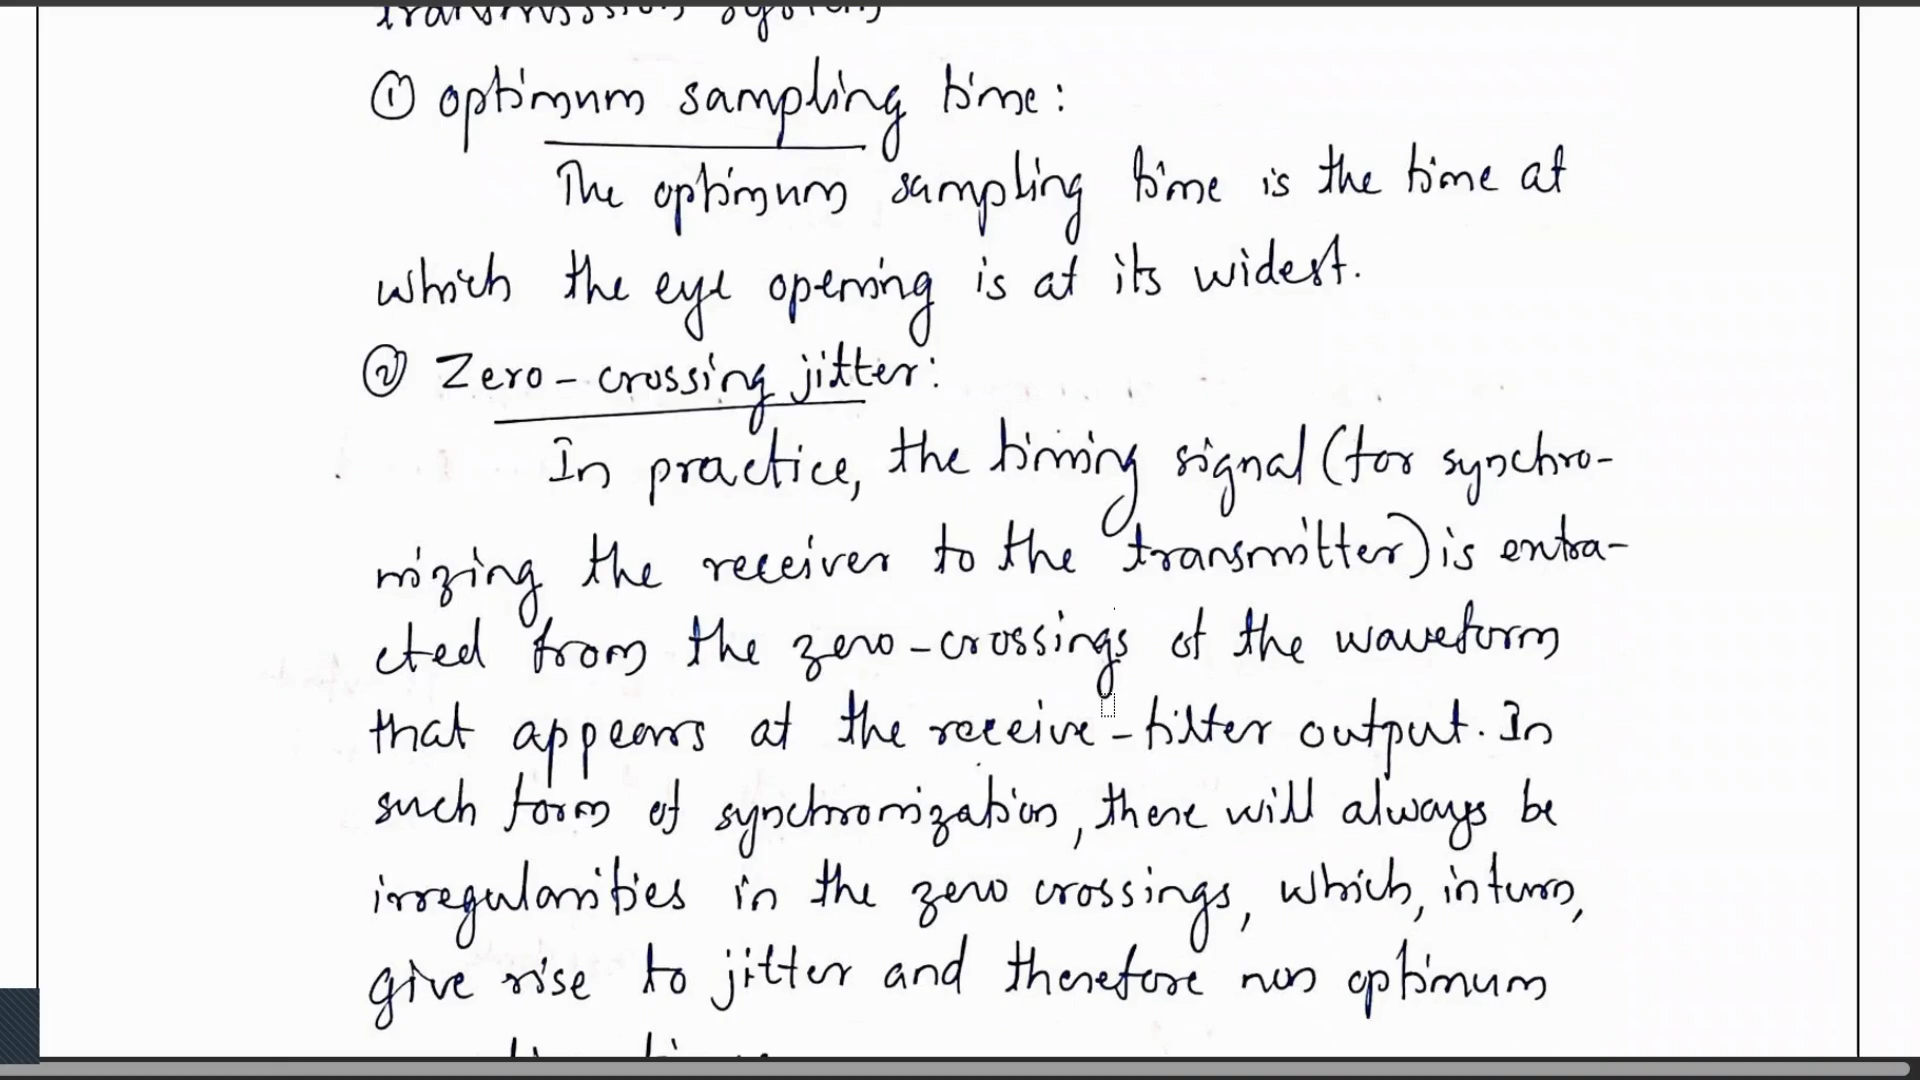 transmission system
① optimum sampling time:
The optimum sampling time is the time at
which the eye opening is at its widest.
② Zero-crossing jitter:
In practice, the timing signal (for synchro-
nizing the receiver to the transmitter) is extra-
cted from the zero-crossings of the waveform
that appears at the receive-filter output. In
such form of synchronization, there will always be
irregularities in the zero crossings, which, in turn,
give rise to jitter and therefore non optimum